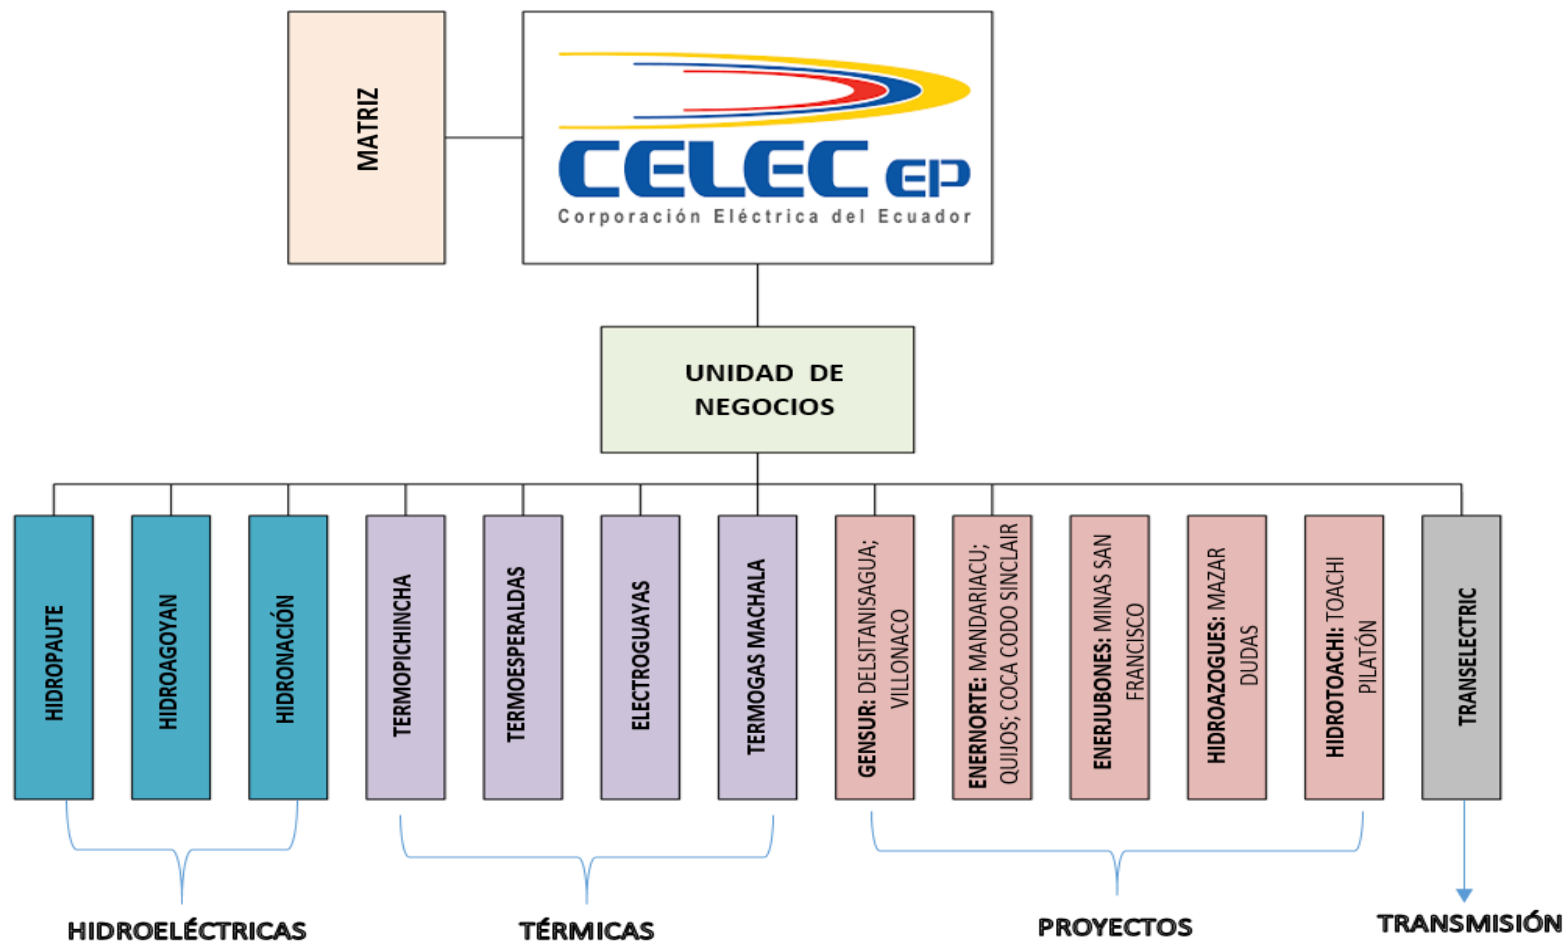 MATRIZ
CELEC EP
Corporación Eléctrica del Ecuador
UNIDAD DE
NEGOCIOS
HIDROPAUTE
HIDROAGOYAN
HIDRONACIÓN
TERMOPICHINCHA
TERMOESPERALDAS
ELECTROGUAYAS
TERMOGAS MACHALA
GENSUR: DELSITANISAGUA;
VILLONACO
ENERNORTE: MANDARIACU;
QUIJOS; COCA CODO SINCLAIR
ENERJUBONES: MINAS SAN
FRANCISCO
HIDROAZOGUES: MAZAR
DUDAS
HIDROTOACHI: TOACHI
PILATÓN
TRANSELECTRIC
HIDROELÉCTRICAS
TÉRMICAS
PROYECTOS
TRANSMISIÓN